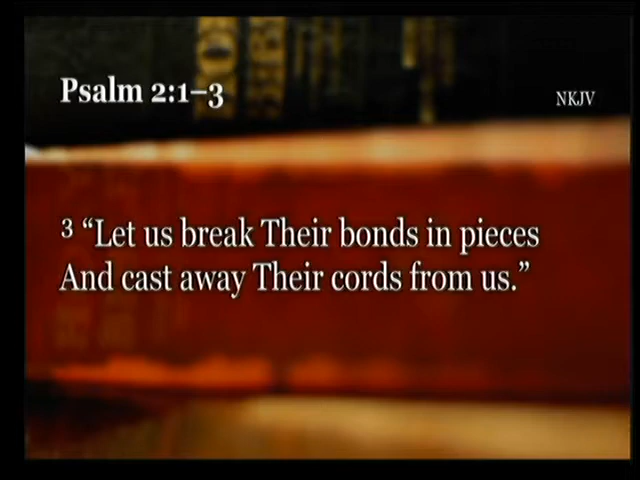 Psalm 2:1–3
NKJV
3 “Let us break Their bonds in pieces
And cast away Their cords from us.”